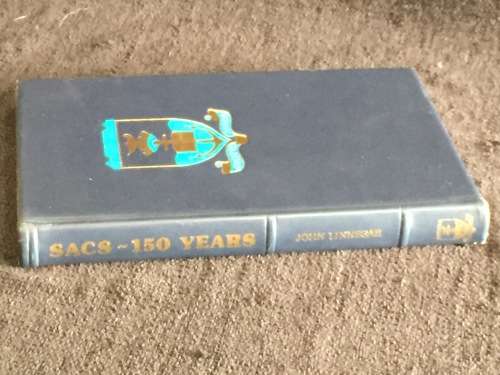 SACS ~ 150 YEARS
JOHN LINNEGAR